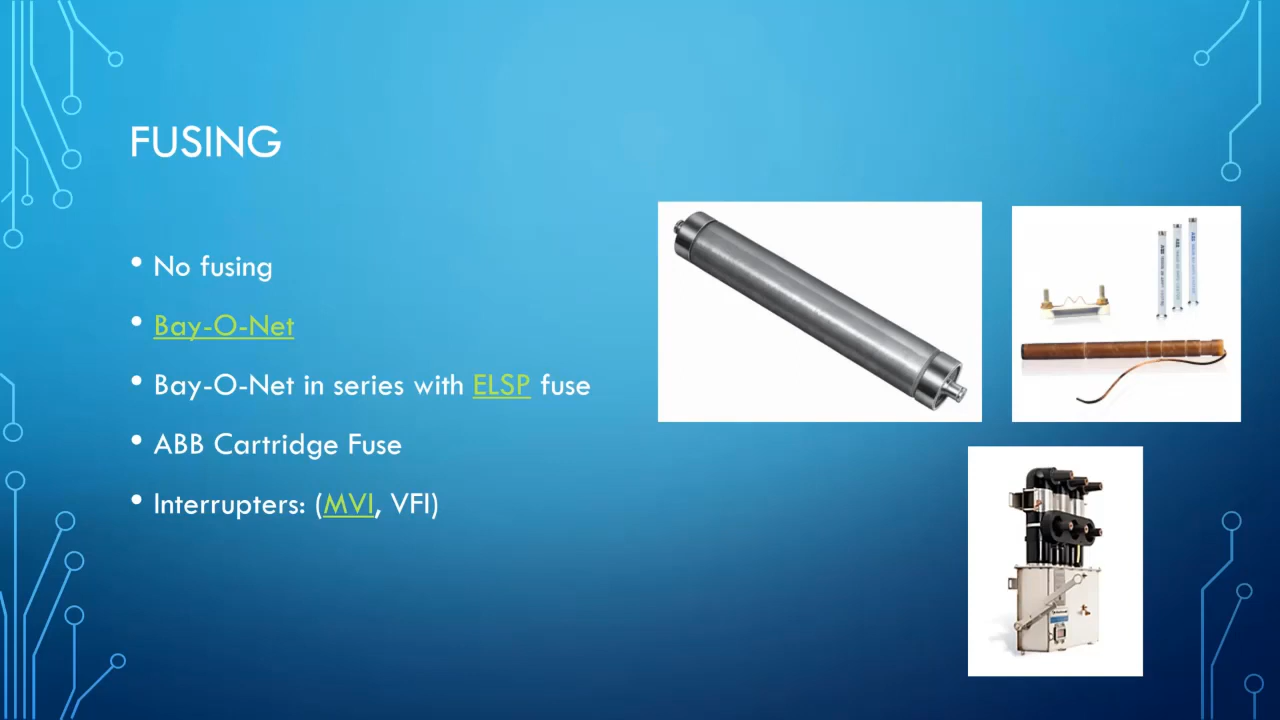 FUSING
• No fusing
• Bay-O-Net
• Bay-O-Net in series with ELSP fuse
• ABB Cartridge Fuse
• Interrupters: (MVI, VFI)